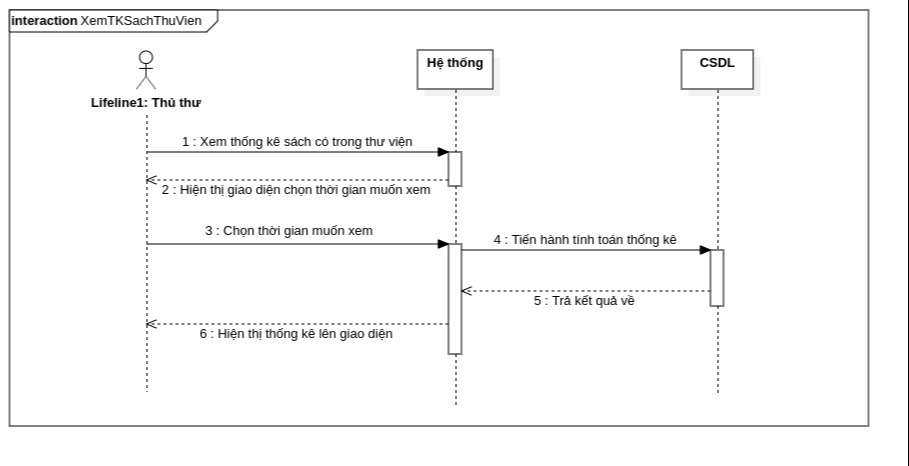 interaction XemTKSachThuVien
Hệ thống
CSDL
Lifeline1: Thủ thư
1 : Xem thống kê sách có trong thư viện
2 : Hiện thị giao diện chọn thời gian muốn xem
3 : Chọn thời gian muốn xem
4 : Tiến hành tính toán thống kê
5 : Trả kết quả về
6 : Hiện thị thống kê lên giao diện